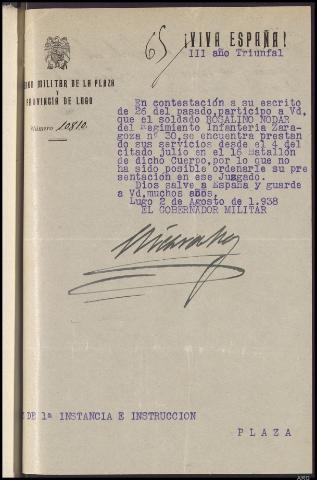 65
¡VIVA ESPAÑA!
III año Triunfal
MILITAR DE LA PLAZA
Y
PROVINCIA DE LUGO
Número 10810
En contestación a su escrito
de 26 del pasado, participo a Vd,
que el soldado ROGALINO NODAR
del Regimiento Infanteria Zara-
goza nº 30, se encuentra prestan
do sus servicios desde el 4 del
citado julio en el 16 Batallón
de dicho Cuerpo, por lo que no
ha sido posible ordenarle su pre
sentación en ese Juzgado.
Dios salve a España y guarde
a Vd, muchos años,
Lugo 2 de Agosto de 1.938
EL GOBERNADOR MILITAR
DE 1ª INSTANCIA E INSTRUCCION
PLAZA